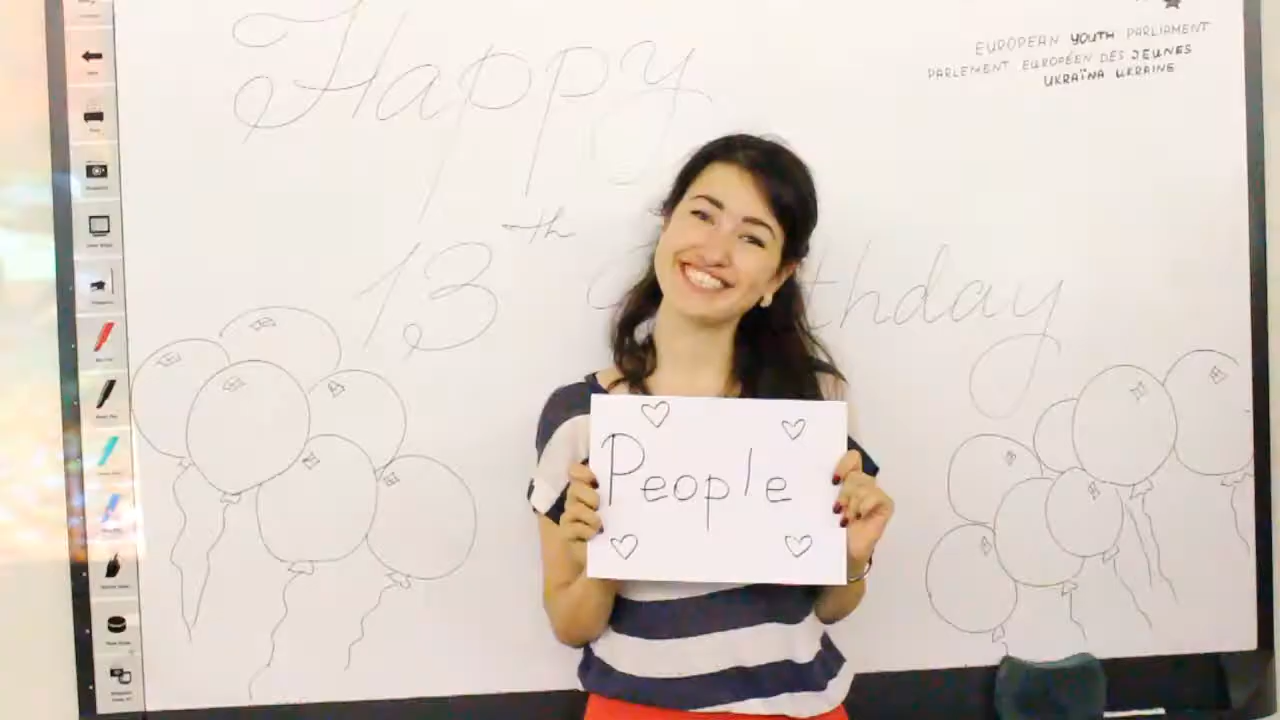 Happy
EUROPEAN YOUTH PARLIAMENT
PARLEMENT EUROPÉEN DES JEUNES
UKRAÏNA UKRAINE
13th thday
People